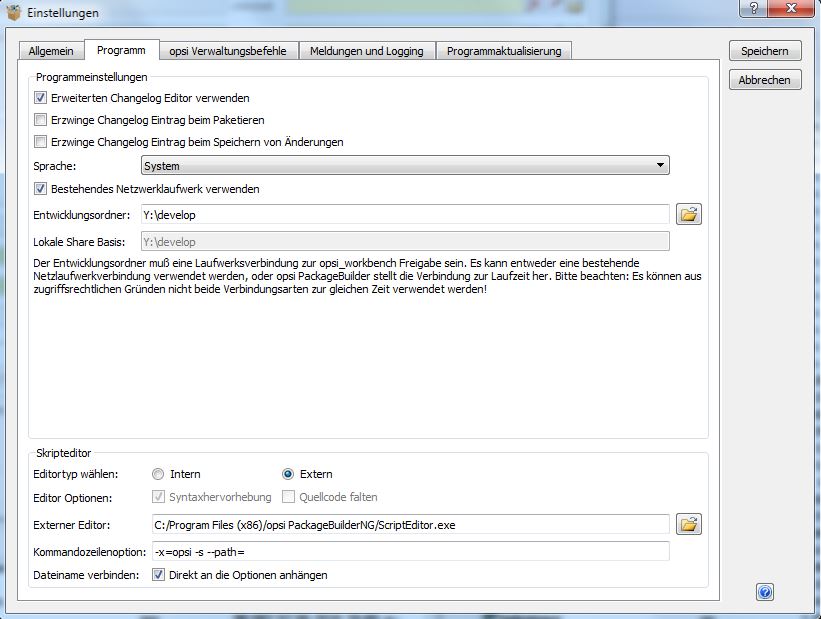 Einstellungen
Allgemein
Programm
opsi Verwaltungsbefehle
Meldungen und Logging
Programmaktualisierung
Speichern
Abbrechen
Programmeinstellungen
Erweiterten Changelog Editor verwenden
Erzwinge Changelog Eintrag beim Paketieren
Erzwinge Changelog Eintrag beim Speichern von Änderungen
Sprache: System
Bestehendes Netzwerklaufwerk verwenden
Entwicklungsordner: Y:\develop
Lokale Share Basis: Y:\develop
Der Entwicklungsordner muß eine Laufwerksverbindung zur opsi_workbench Freigabe sein. Es kann entweder eine bestehende
Netzlaufwerkverbindung verwendet werden, oder opsi PackageBuilder stellt die Verbindung zur Laufzeit her. Bitte beachten: Es können aus
zugriffsrechtlichen Gründen nicht beide Verbindungsarten zur gleichen Zeit verwendet werden!
Skripteditor
Editortyp wählen: Intern Extern
Editor Optionen: Syntaxhervorhebung Quellcode falten
Externer Editor: C:/Program Files (x86)/opsi PackageBuilderNG/ScriptEditor.exe
Kommandozeilenoption: -x=opsi -s --path=
Dateiname verbinden: Direkt an die Optionen anhängen